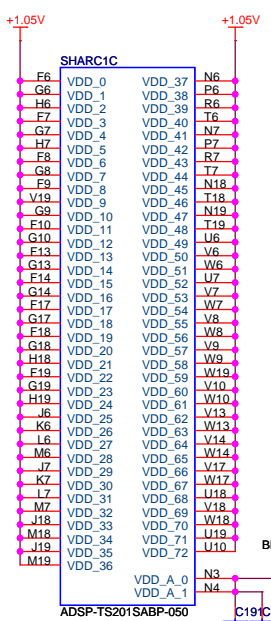 +1.05V +1.05V
SHARC1C
F6 VDD_0 VDD_37 N6
G6 VDD_1 VDD_38 P6
H6 VDD_2 VDD_39 R6
F7 VDD_3 VDD_40 T6
G7 VDD_4 VDD_41 N7
H7 VDD_5 VDD_42 P7
F8 VDD_6 VDD_43 R7
G8 VDD_7 VDD_44 T7
F9 VDD_8 VDD_45 N18
V19 VDD_9 VDD_46 T18
G9 VDD_10 VDD_47 N19
F10 VDD_11 VDD_48 T19
G10 VDD_12 VDD_49 U6
F13 VDD_13 VDD_50 V6
G13 VDD_14 VDD_51 W6
F14 VDD_15 VDD_52 U7
G14 VDD_16 VDD_53 V7
F17 VDD_17 VDD_54 W7
G17 VDD_18 VDD_55 V8
F18 VDD_19 VDD_56 W8
G18 VDD_20 VDD_57 V9
H18 VDD_21 VDD_58 W9
F19 VDD_22 VDD_59 W19
G19 VDD_23 VDD_60 V10
H19 VDD_24 VDD_61 W10
J6 VDD_25 VDD_62 V13
K6 VDD_26 VDD_63 W13
L6 VDD_27 VDD_64 V14
M6 VDD_28 VDD_65 W14
J7 VDD_29 VDD_66 V17
K7 VDD_30 VDD_67 W17
L7 VDD_31 VDD_68 U18
M7 VDD_32 VDD_69 V18
J18 VDD_33 VDD_70 W18
M18 VDD_34 VDD_71 U19
J19 VDD_35 VDD_72 U10
M19 VDD_36
VDD_A_0 N3
VDD_A_1 N4
ADSP-TS201SABP-050 C191